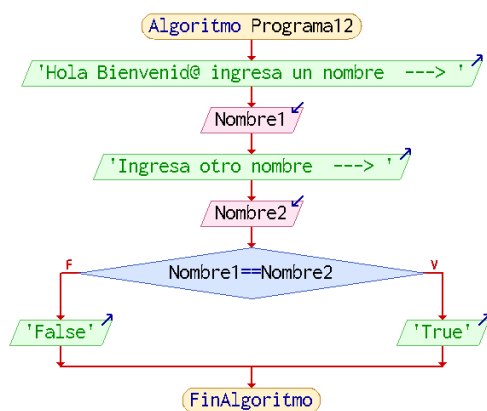 Algoritmo Programa12
'Hola Bienvenid@ ingresa un nombre ---> '
Nombre1
'Ingresa otro nombre ---> '
Nombre2
Nombre1==Nombre2
F
V
'False'
'True'
FinAlgoritmo